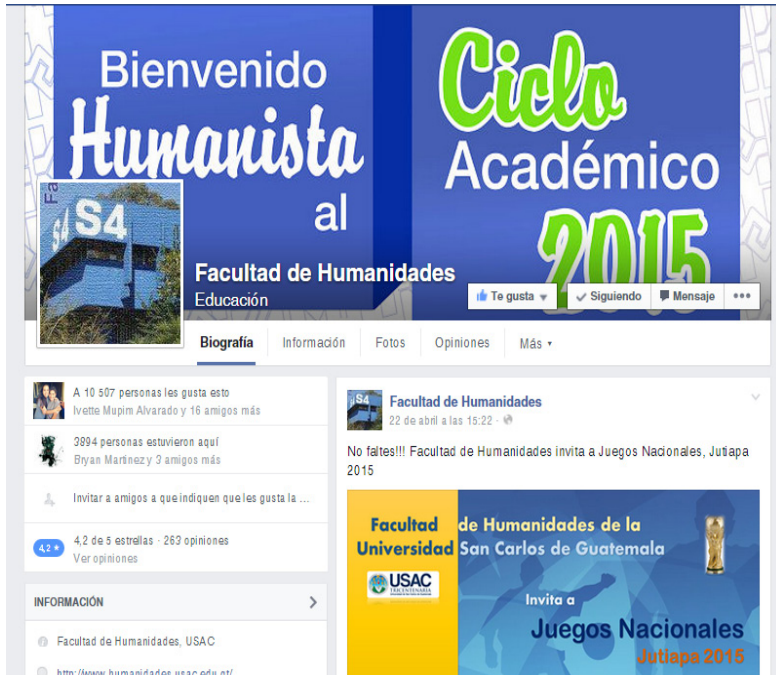 Bienvenido
Humanista
al
Ciclo
Académico
2015
Fa
S4 S4
Facultad de Humanidades
Educación
Te gusta
Siguiendo
Mensaje
Biografía
Información
Fotos
Opiniones
Más
A 10 507 personas les gusta esto
Ivette Mupim Alvarado y 16 amigos más
3894 personas estuvieron aquí
Bryan Martinez y 3 amigos más
Invitar a amigos a que indiquen que les gusta la ...
4,2 ★
4,2 de 5 estrellas · 263 opiniones
Ver opiniones
INFORMACIÓN
Facultad de Humanidades, USAC
http://www.humanidades.usac.edu.gt/
S4
Facultad de Humanidades
22 de abril a las 15:22 ·
No faltes!!! Facultad de Humanidades invita a Juegos Nacionales, Jutiapa
2015
Facultad de Humanidades de la
Universidad San Carlos de Guatemala
USAC
TRICENTENARIA
Invita a
Juegos Nacionales
Jutiapa 2015